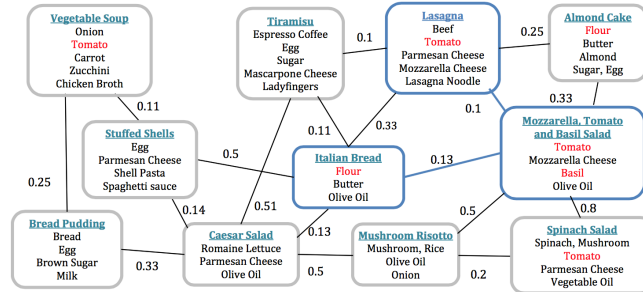 Vegetable Soup
Onion
Tomato
Carrot
Zucchini
Chicken Broth
Tiramisu
Espresso Coffee
Egg
Sugar
Mascarpone Cheese
Ladyfingers
0.1
Lasagna
Beef
Tomato
Parmesan Cheese
Mozzarella Cheese
Lasagna Noodle
0.25
Almond Cake
Flour
Butter
Almond
Sugar, Egg
0.11
0.11
0.33
0.1
0.33
Stuffed Shells
Egg
Parmesan Cheese
Shell Pasta
Spaghetti sauce
0.5
Italian Bread
Flour
Butter
Olive Oil
0.13
Mozzarella, Tomato
and Basil Salad
Tomato
Mozzarella Cheese
Basil
Olive Oil
0.25
0.14
0.51
0.13
0.5
0.8
Bread Pudding
Bread
Egg
Brown Sugar
Milk
0.33
Caesar Salad
Romaine Lettuce
Parmesan Cheese
Olive Oil
0.5
Mushroom Risotto
Mushroom, Rice
Olive Oil
Onion
0.2
Spinach Salad
Spinach, Mushroom
Tomato
Parmesan Cheese
Vegetable Oil